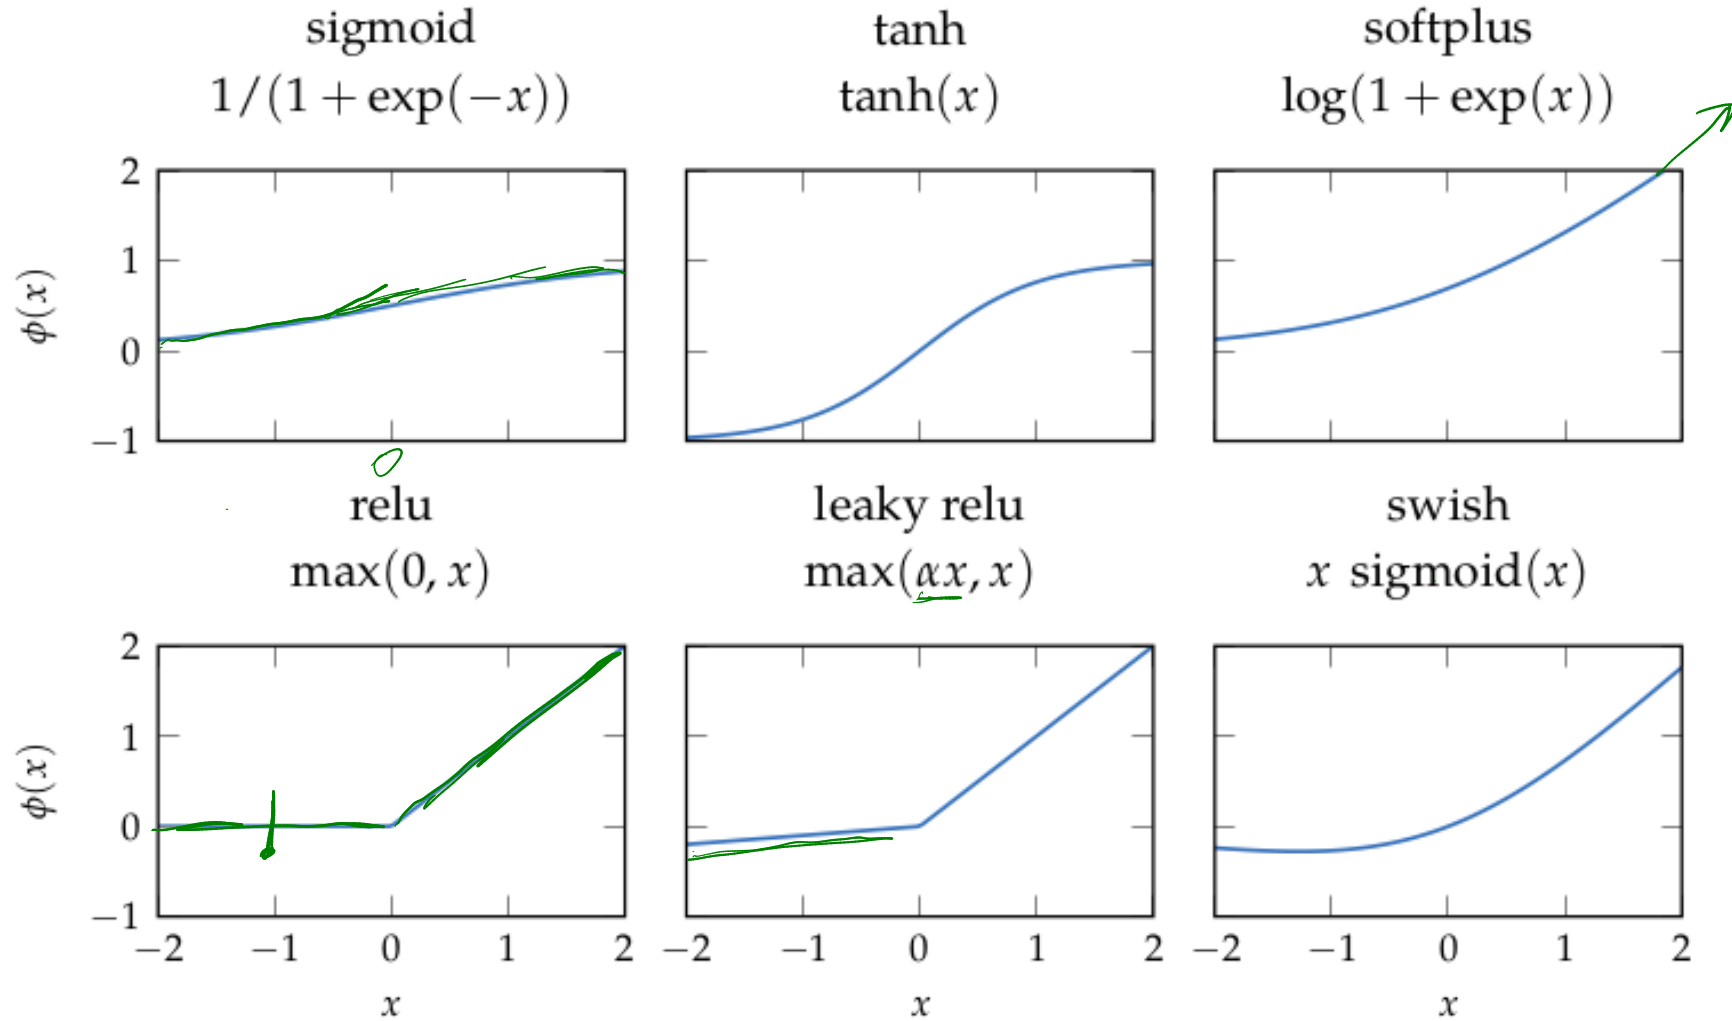 sigmoid
1/(1 + exp(−x))
tanh
tanh(x)
softplus
log(1 + exp(x))
2
1
0
−1
ϕ(x)
0
relu
max(0, x)
leaky relu
max(αx, x)
swish
x sigmoid(x)
2
1
0
−1
ϕ(x)
−2 −1 0 1 2
−2 −1 0 1 2
−2 −1 0 1 2
x
x
x